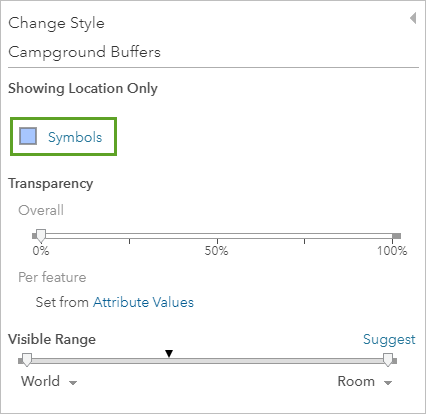 Change Style
Campground Buffers
Showing Location Only
Symbols
Transparency
Overall
0% 50% 100%
Per feature
Set from Attribute Values
Visible Range Suggest
World Room